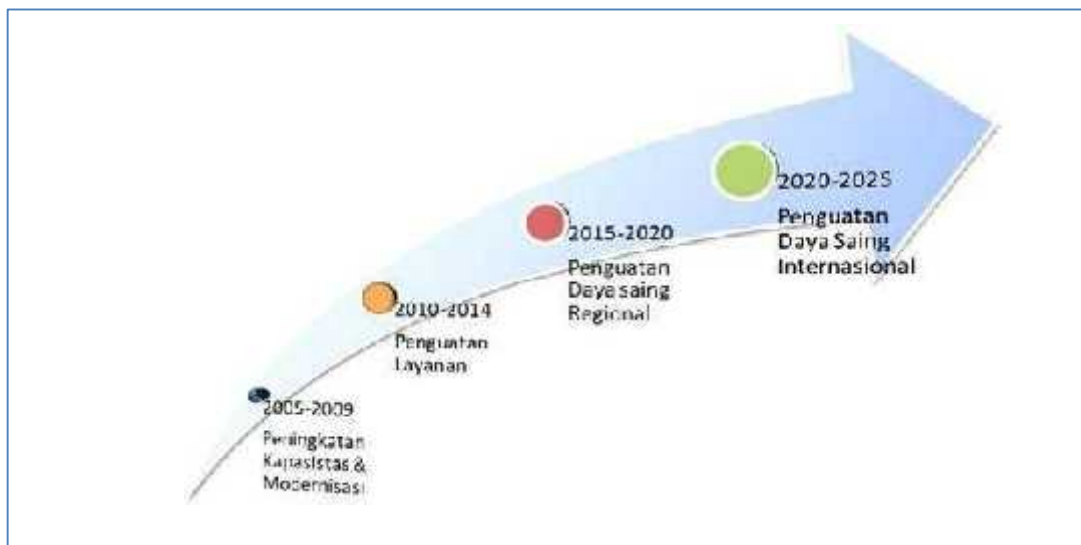 2005-2009
Peningkatan
Kapasistas &
Modernisasi
2010-2014
Penguatan
Layanan
2015-2020
Penguatan
Daya saing
Regional
2020-2025
Penguatan
Daya Saing
Internasional